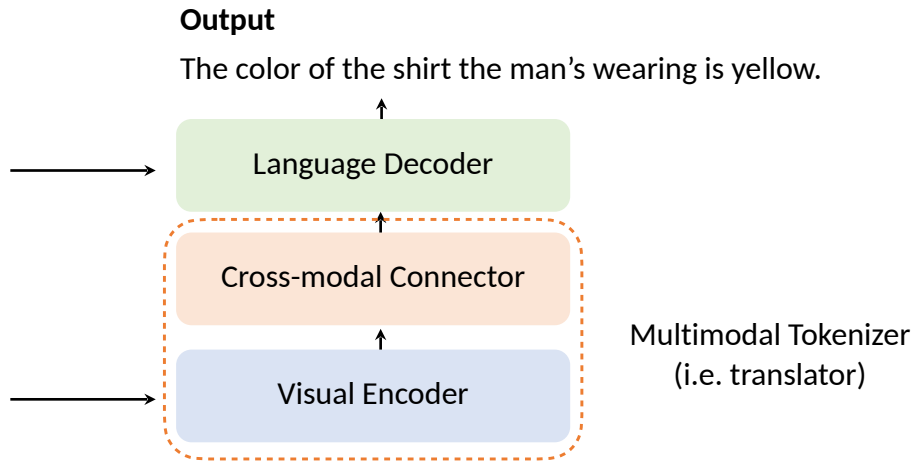 Output
The color of the shirt the man’s wearing is yellow.
Language Decoder
Cross-modal Connector
Multimodal Tokenizer
(i.e. translator)
Visual Encoder